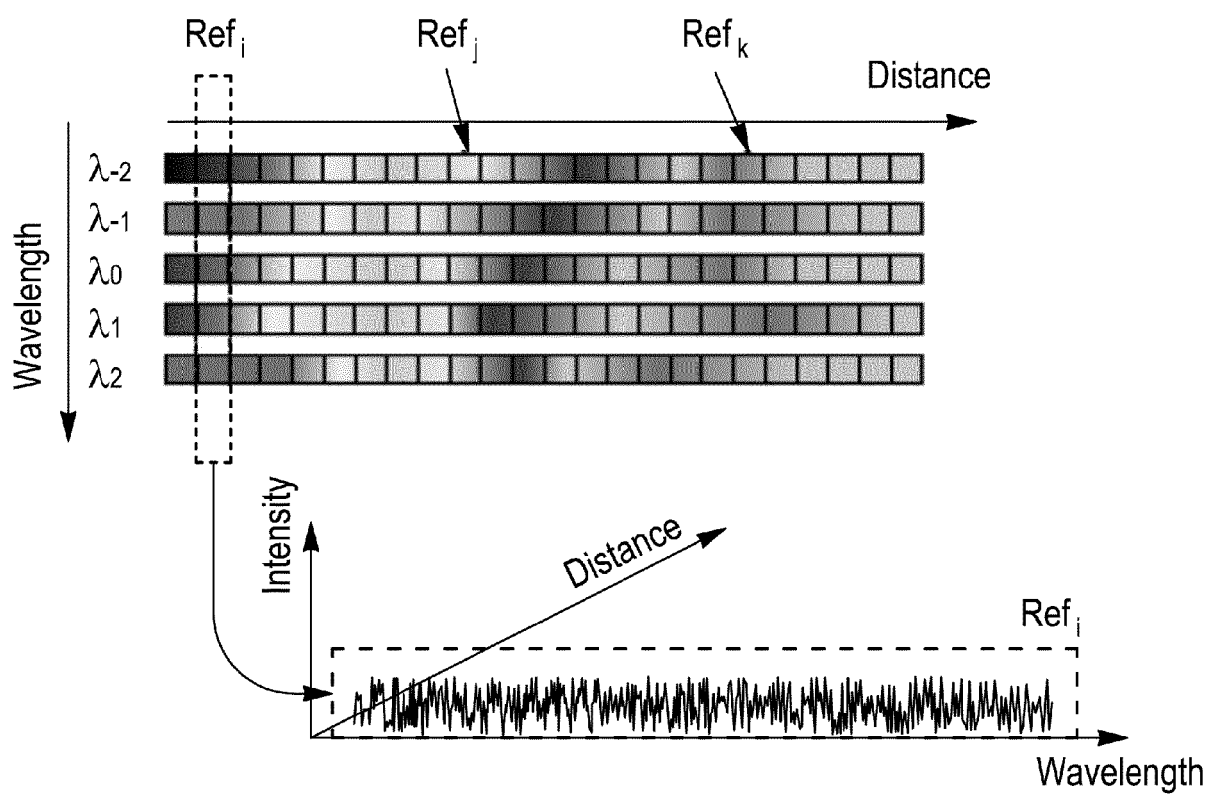 Ref i
Ref j
Ref k
Distance
Wavelength
λ-2
λ-1
λ0
λ1
λ2
Intensity
Distance
Ref i
Wavelength